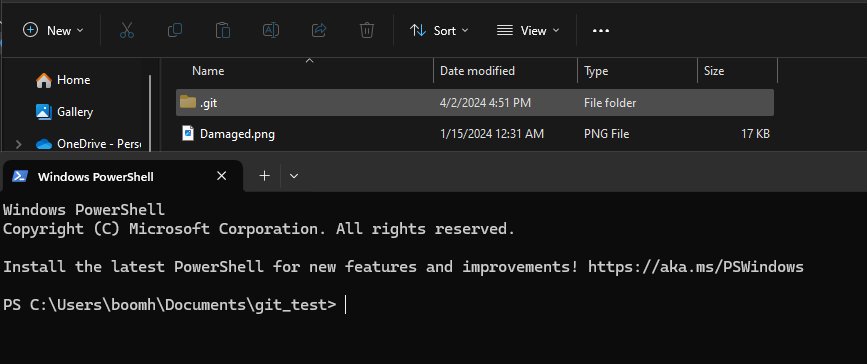 New Sort View
Name Date modified Type Size
Home
.git 4/2/2024 4:51 PM File folder
Gallery
Damaged.png 1/15/2024 12:31 AM PNG File 17 KB
OneDrive - Pers
Windows PowerShell
Windows PowerShell
Copyright (C) Microsoft Corporation. All rights reserved.
Install the latest PowerShell for new features and improvements! https://aka.ms/PSWindows
PS C:\Users\boomh\Documents\git_test>